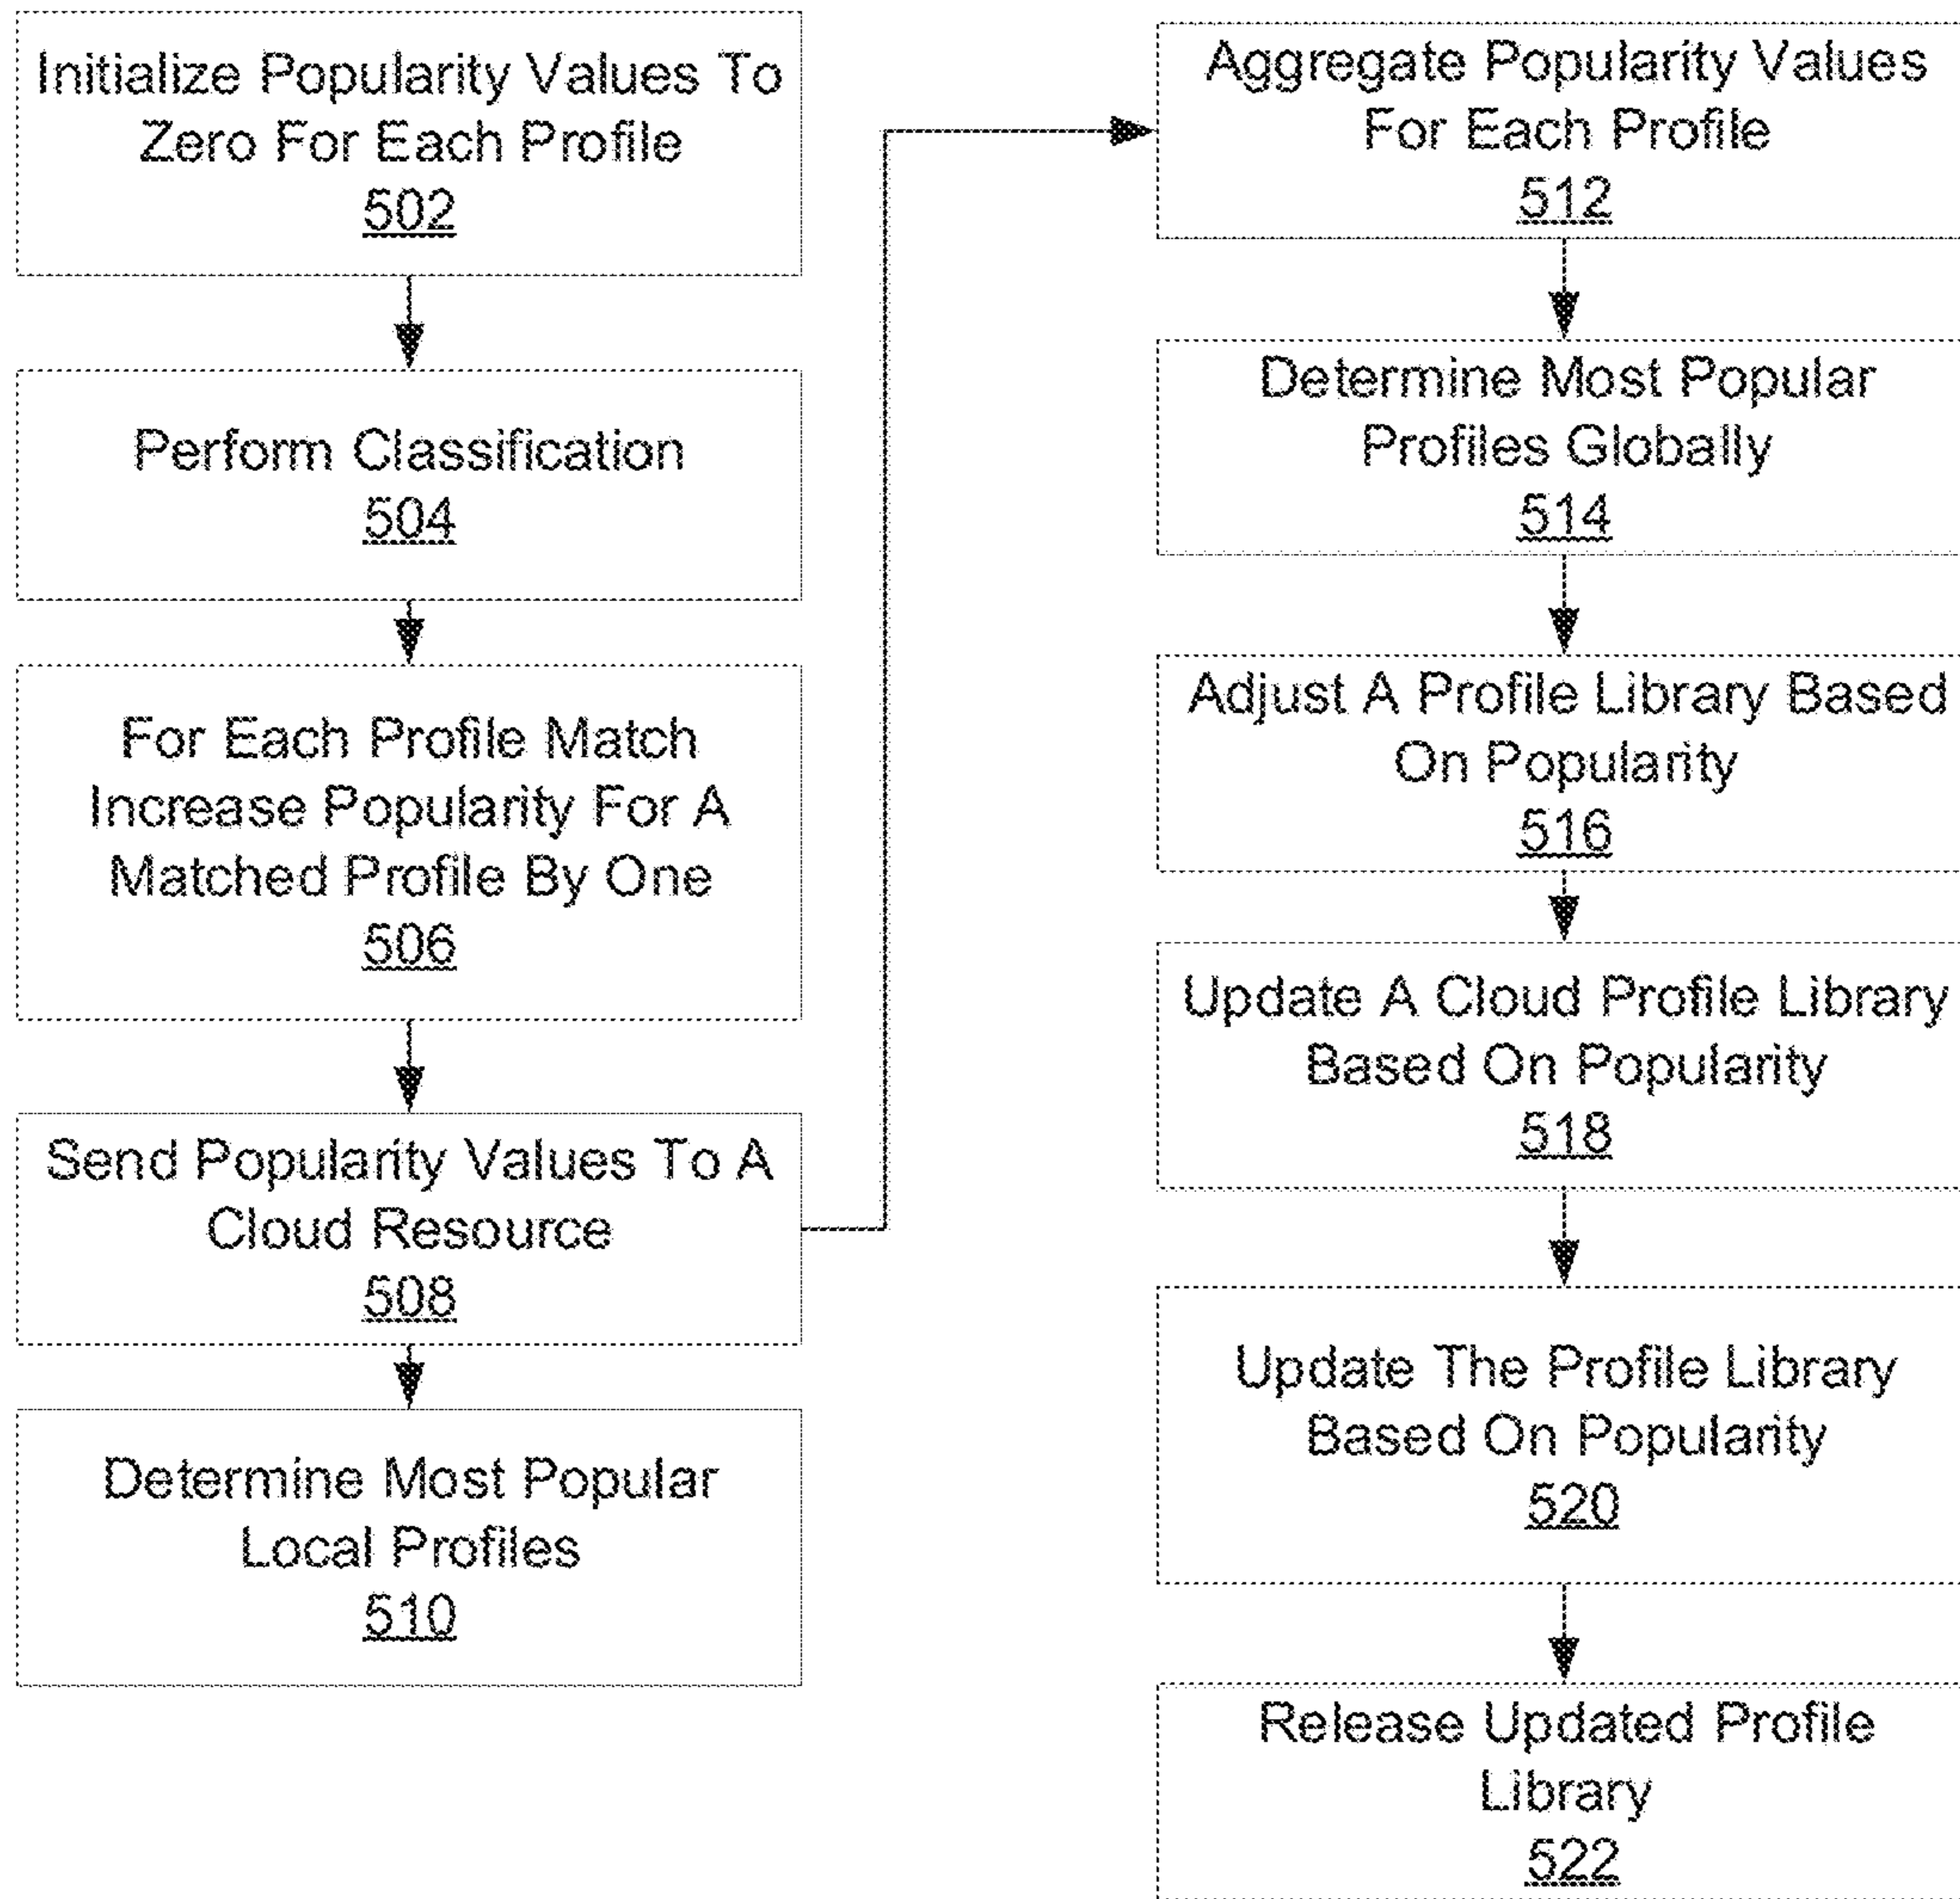 Initialize Popularity Values To
Zero For Each Profile
502
Perform Classification
504
For Each Profile Match
Increase Popularity For A
Matched Profile By One
506
Send Popularity Values To A
Cloud Resource
508
Determine Most Popular
Local Profiles
510
Aggregate Popularity Values
For Each Profile
512
Determine Most Popular
Profiles Globally
514
Adjust A Profile Library Based
On Popularity
516
Update A Cloud Profile Library
Based On Popularity
518
Update The Profile Library
Based On Popularity
520
Release Updated Profile
Library
522